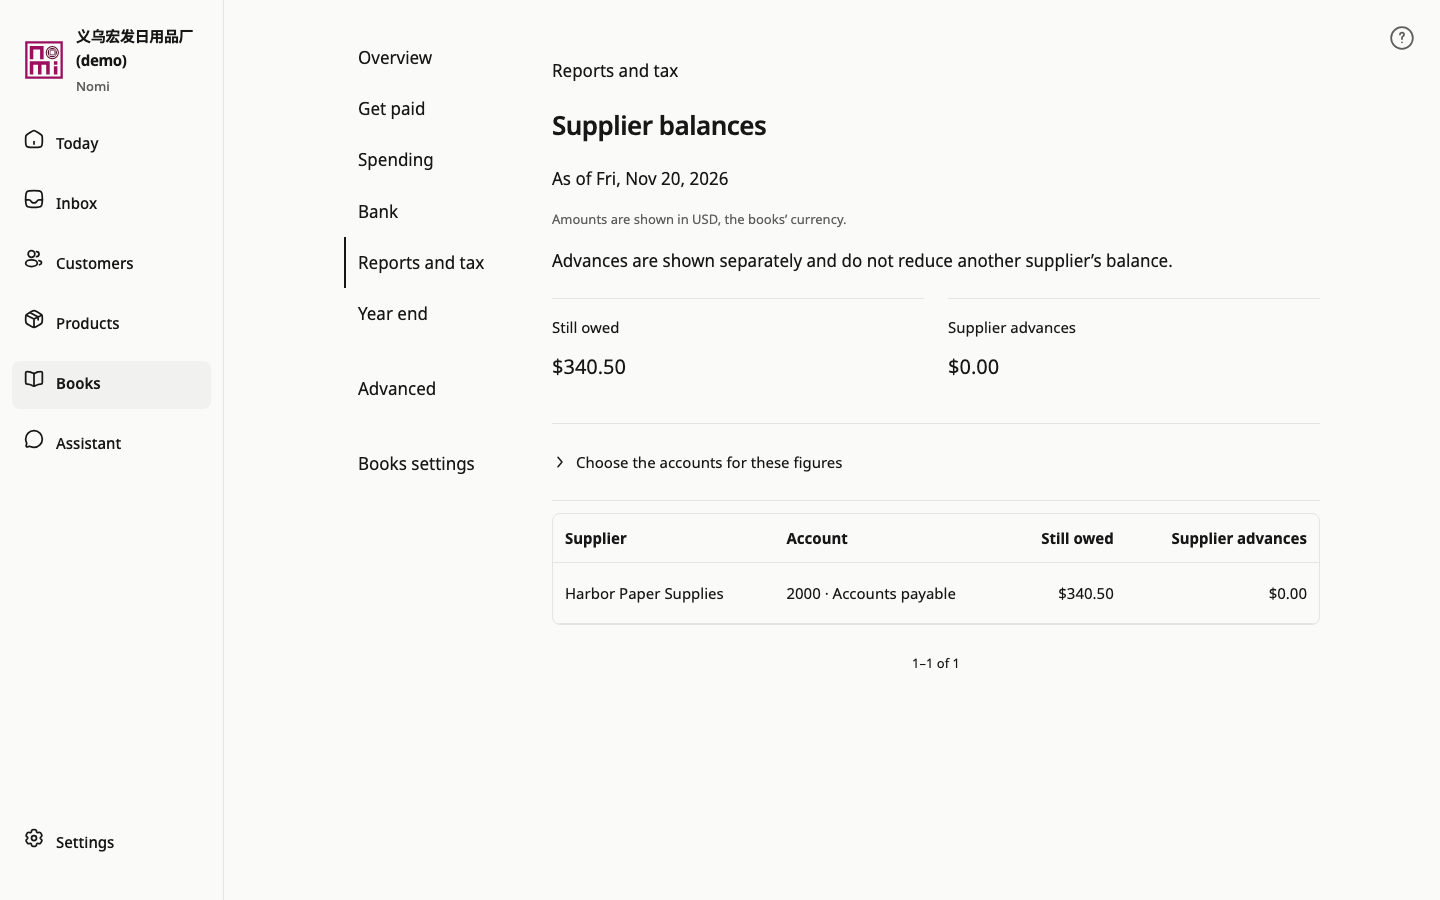 义乌宏发日用品厂
(demo)
Nomi
Today
Inbox
Customers
Products
Books
Assistant
Settings
Overview
Get paid
Spending
Bank
Reports and tax
Year end
Advanced
Books settings
Reports and tax
Supplier balances
As of Fri, Nov 20, 2026
Amounts are shown in USD, the books’ currency.
Advances are shown separately and do not reduce another supplier’s balance.
Still owed
$340.50
Supplier advances
$0.00
Choose the accounts for these figures
Supplier Account Still owed Supplier advances
Harbor Paper Supplies 2000 · Accounts payable $340.50 $0.00
1–1 of 1